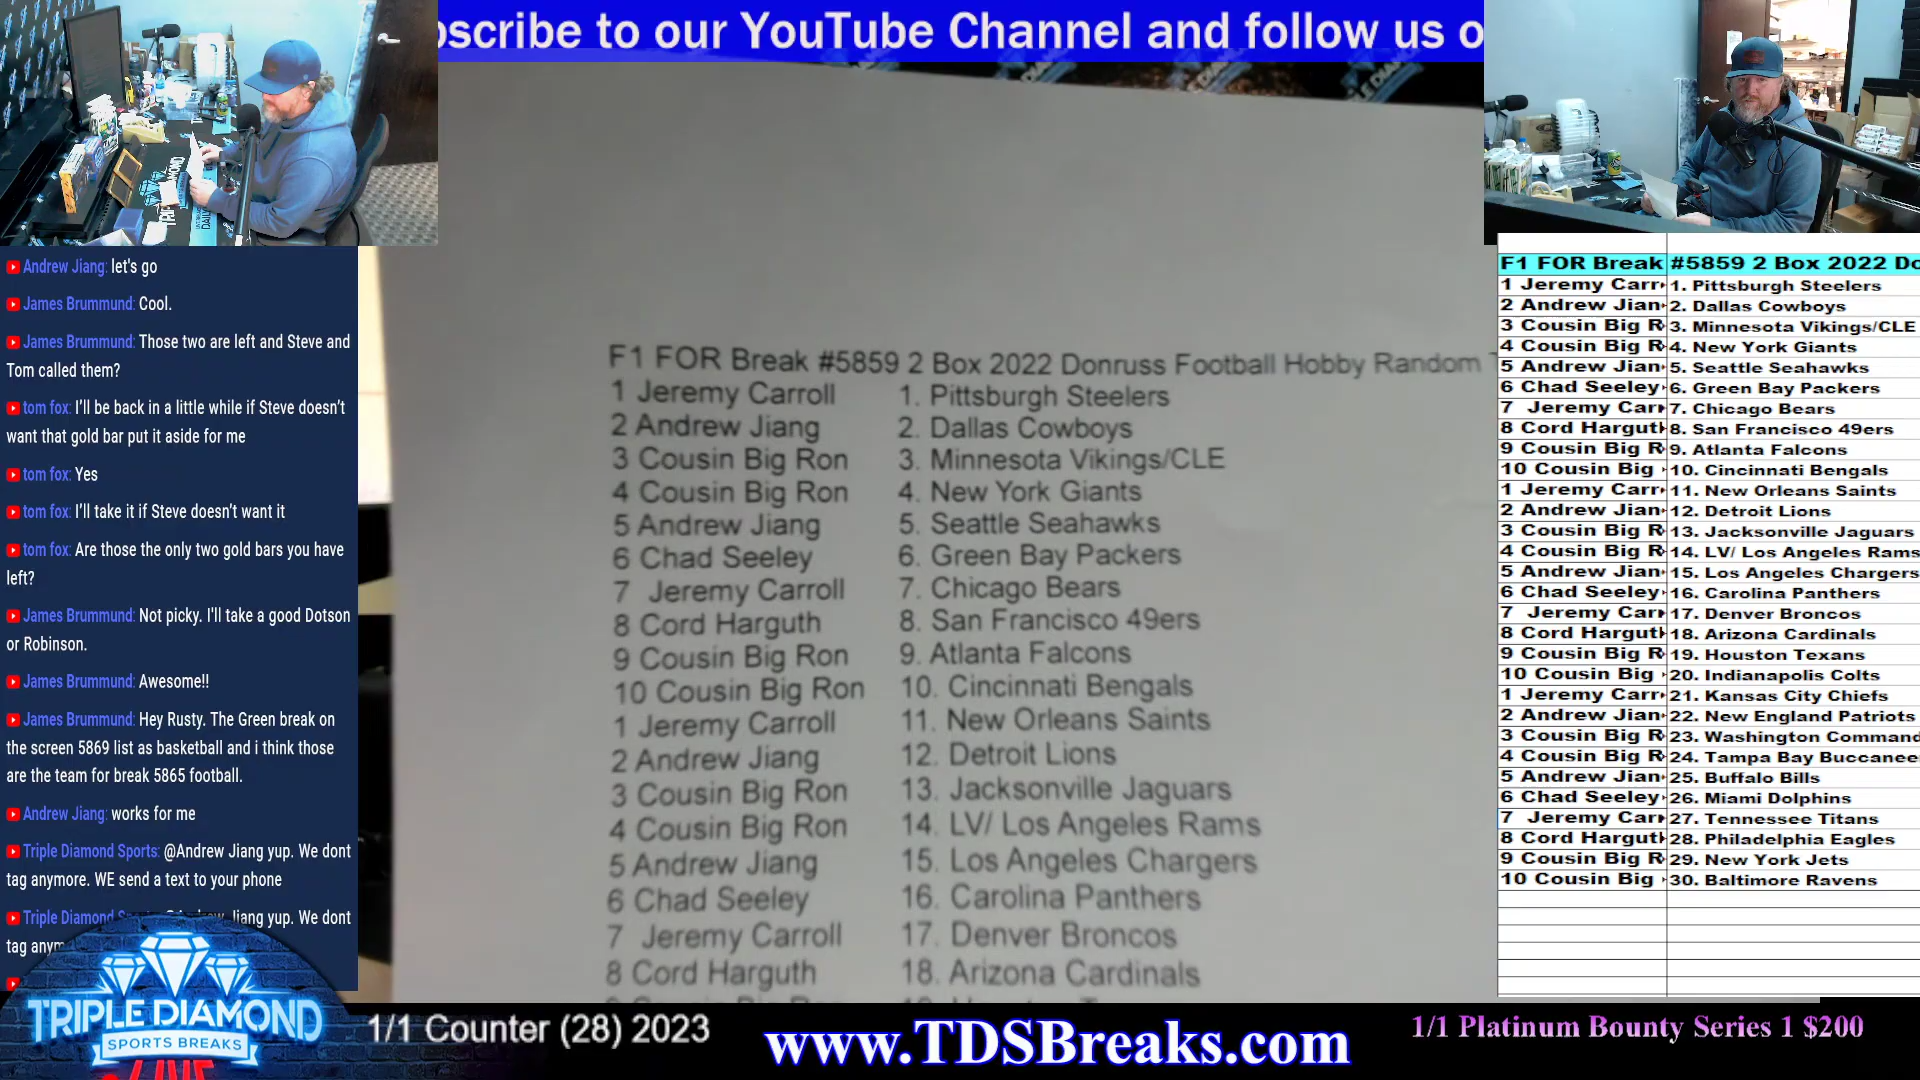 bscribe to our YouTube Channel and follow us o
Andrew Jiang: let's go
James Brummund: Cool.
James Brummund: Those two are left and Steve and
Tom called them?
tom fox: I'll be back in a little while if Steve doesn't
want that gold bar put it aside for me
tom fox: Yes
tom fox: I'll take it if Steve doesn't want it
tom fox: Are those the only two gold bars you have
left?
James Brummund: Not picky. I'll take a good Dotson
or Robinson.
James Brummund: Awesome!!
James Brummund: Hey Rusty. The Green break on
the screen 5869 list as basketball and i think those
are the team for break 5865 football.
Andrew Jiang: works for me
Triple Diamond Sports: @Andrew Jiang yup. We dont
tag anymore. WE send a text to your phone
Triple Diamond Jiang yup. We dont
tag anym
TRIPLE DIAMOND
SPORTS BREAKS
LIVE
F1 FOR Break #5859 2 Box 2022 Donruss Football Hobby Random T
1 Jeremy Carroll 1. Pittsburgh Steelers
2 Andrew Jiang 2. Dallas Cowboys
3 Cousin Big Ron 3. Minnesota Vikings/CLE
4 Cousin Big Ron 4. New York Giants
5 Andrew Jiang 5. Seattle Seahawks
6 Chad Seeley 6. Green Bay Packers
7 Jeremy Carroll 7. Chicago Bears
8 Cord Harguth 8. San Francisco 49ers
9 Cousin Big Ron 9. Atlanta Falcons
10 Cousin Big Ron 10. Cincinnati Bengals
1 Jeremy Carroll 11. New Orleans Saints
2 Andrew Jiang 12. Detroit Lions
3 Cousin Big Ron 13. Jacksonville Jaguars
4 Cousin Big Ron 14. LV/ Los Angeles Rams
5 Andrew Jiang 15. Los Angeles Chargers
6 Chad Seeley 16. Carolina Panthers
7 Jeremy Carroll 17. Denver Broncos
8 Cord Harguth 18. Arizona Cardinals
F1 FOR Break #5859 2 Box 2022 Do
1 Jeremy Carr 1. Pittsburgh Steelers
2 Andrew Jian 2. Dallas Cowboys
3 Cousin Big R 3. Minnesota Vikings/CLE
4 Cousin Big R 4. New York Giants
5 Andrew Jian 5. Seattle Seahawks
6 Chad Seeley 6. Green Bay Packers
7 Jeremy Carr 7. Chicago Bears
8 Cord Hargut 8. San Francisco 49ers
9 Cousin Big R 9. Atlanta Falcons
10 Cousin Big 10. Cincinnati Bengals
1 Jeremy Carr 11. New Orleans Saints
2 Andrew Jian 12. Detroit Lions
3 Cousin Big R 13. Jacksonville Jaguars
4 Cousin Big R 14. LV/ Los Angeles Rams
5 Andrew Jian 15. Los Angeles Chargers
6 Chad Seeley 16. Carolina Panthers
7 Jeremy Carr 17. Denver Broncos
8 Cord Hargut 18. Arizona Cardinals
9 Cousin Big R 19. Houston Texans
10 Cousin Big 20. Indianapolis Colts
1 Jeremy Carr 21. Kansas City Chiefs
2 Andrew Jian 22. New England Patriots
3 Cousin Big R 23. Washington Command
4 Cousin Big R 24. Tampa Bay Buccanee
5 Andrew Jian 25. Buffalo Bills
6 Chad Seeley 26. Miami Dolphins
7 Jeremy Carr 27. Tennessee Titans
8 Cord Hargut 28. Philadelphia Eagles
9 Cousin Big R 29. New York Jets
10 Cousin Big 30. Baltimore Ravens
1/1 Counter (28) 2023
www.TDSBreaks.com
1/1 Platinum Bounty Series 1 $200